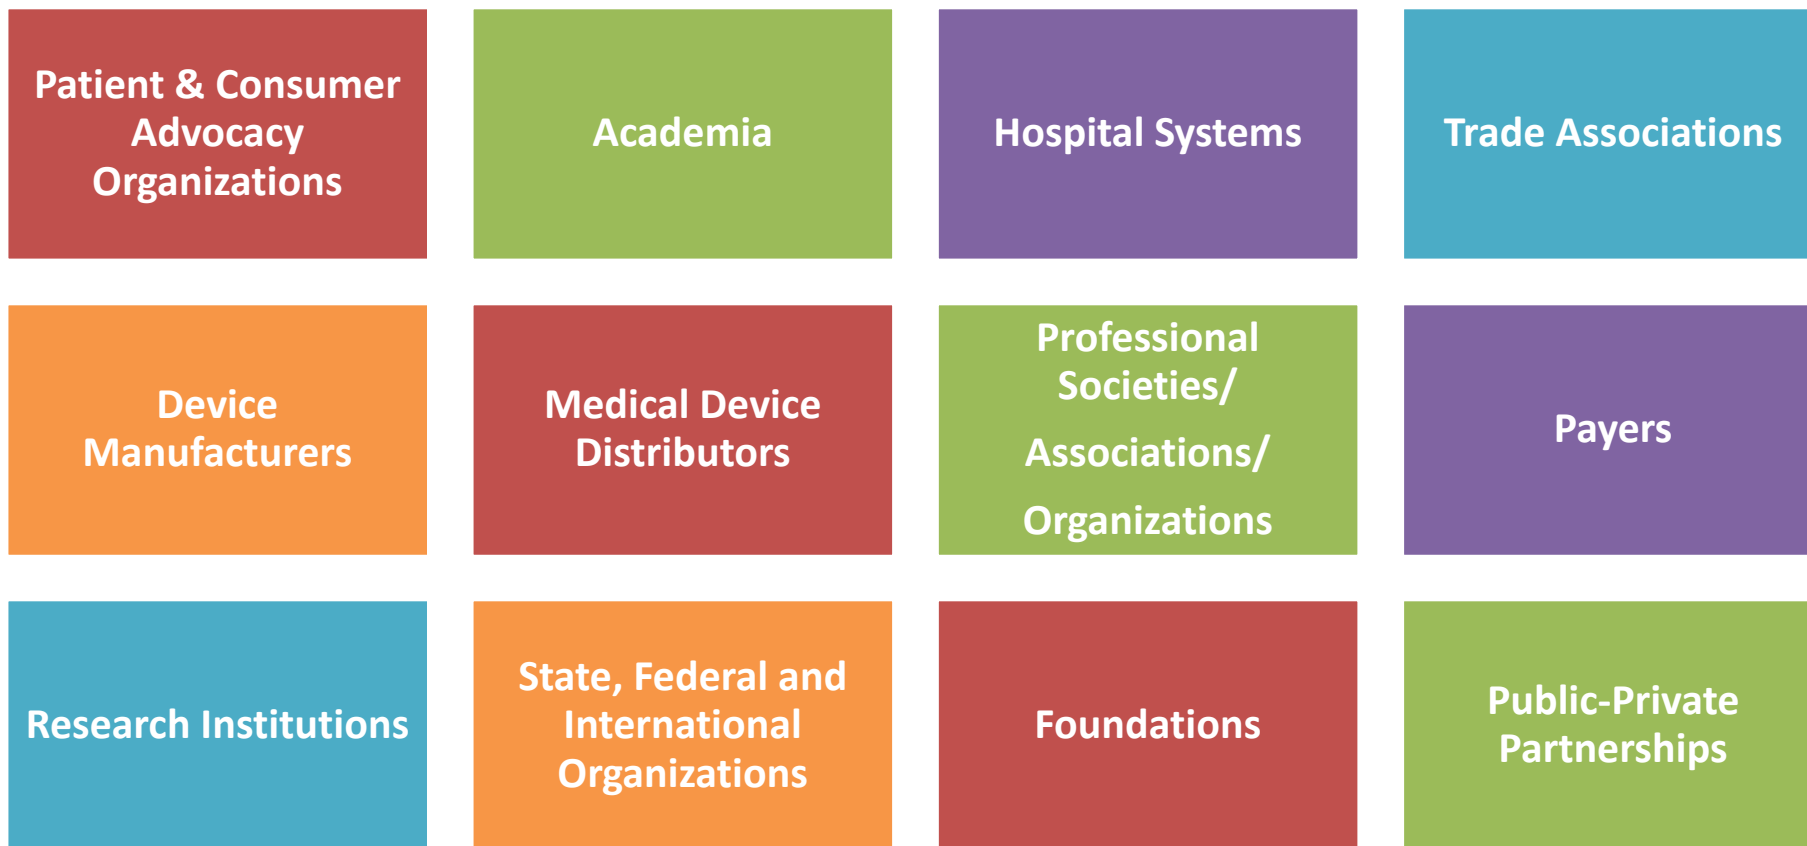 Patient & Consumer
Advocacy
Organizations
Academia
Hospital Systems
Trade Associations
Device
Manufacturers
Medical Device
Distributors
Professional
Societies/
Associations/
Organizations
Payers
Research Institutions
State, Federal and
International
Organizations
Foundations
Public-Private
Partnerships